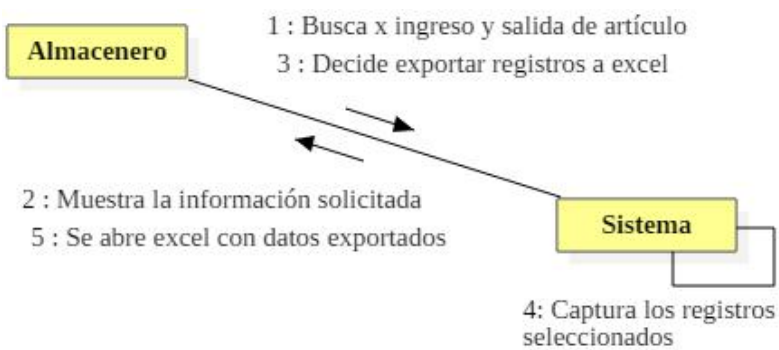 1 : Busca x ingreso y salida de artículo
Almacenero
3 : Decide exportar registros a excel
2 : Muestra la información solicitada
Sistema
5 : Se abre excel con datos exportados
4: Captura los registros
seleccionados